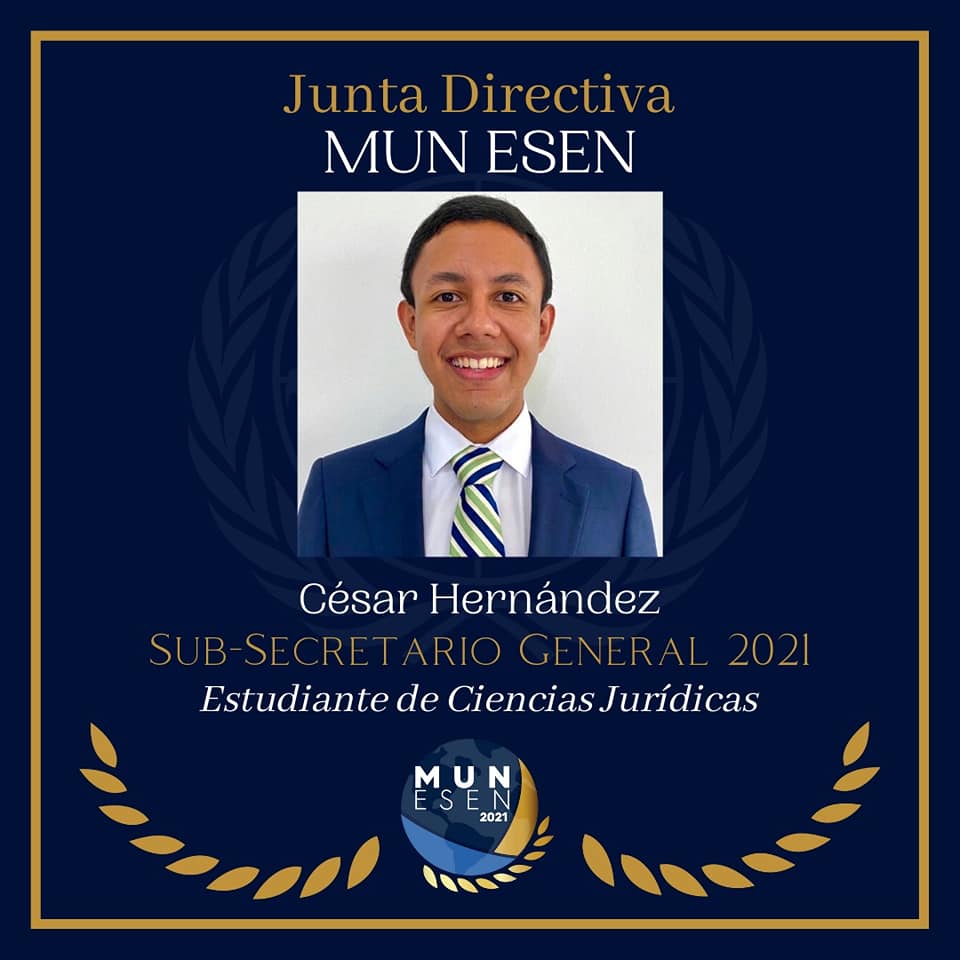 Junta Directiva
MUN ESEN
César Hernández
Sub-Secretario General 2021
Estudiante de Ciencias Jurídicas
MUN
ESEN
2021